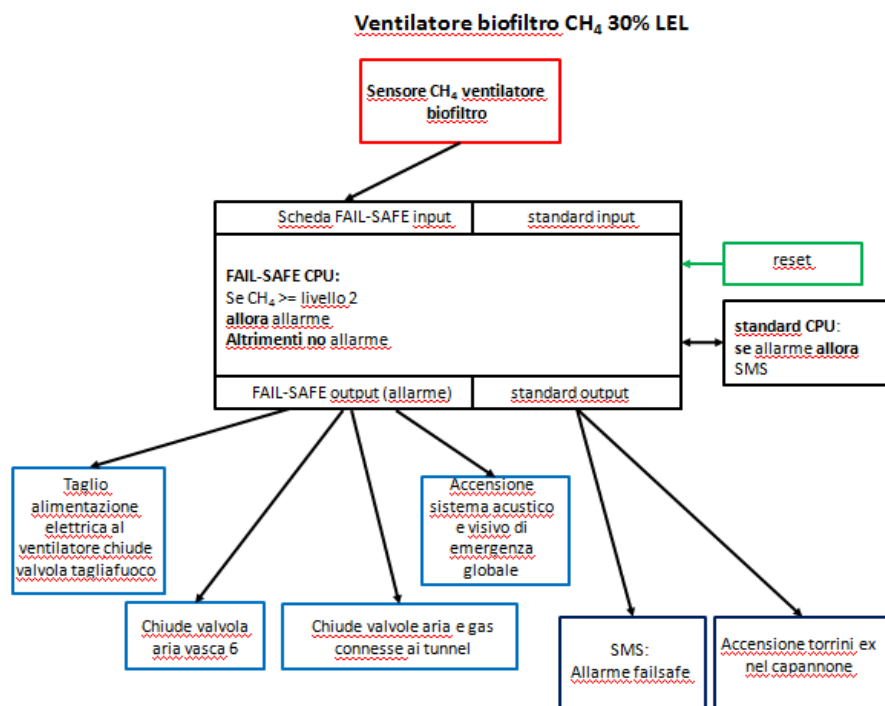 Ventilatore biofiltro CH₄ 30% LEL
Sensore CH₄ ventilatore
biofiltro
Scheda FAIL-SAFE input
standard input
FAIL-SAFE CPU:
Se CH₄ >= livello 2
allora allarme
Altrimenti no allarme
reset
standard CPU:
se allarme allora
SMS
FAIL-SAFE output (allarme)
standard output
Taglio
alimentazione
elettrica al
ventilatore chiude
valvola tagliafuoco
Accensione
sistema acustico
e visivo di
emergenza
globale
Chiude valvola
aria vasca 6
Chiude valvole aria e gas
connesse ai tunnel
SMS:
Allarme failsafe
Accensione torrini ex
nel capannone